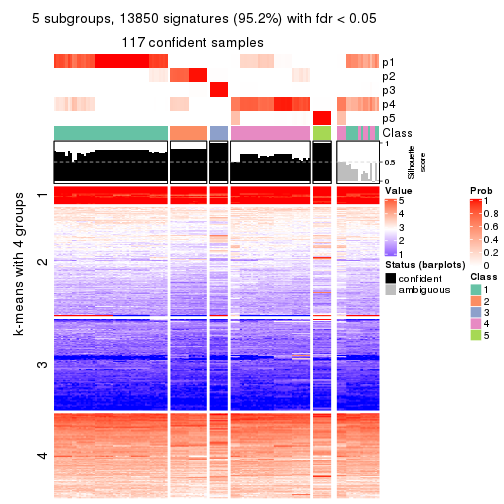 5 subgroups, 13850 signatures (95.2%) with fdr < 0.05
117 confident samples
p1
p2
p3
p4
p5
Class
1
0.5
0
Silhouette
score
k-means with 4 groups
1
2
3
4
Value
5
4
3
2
1
Status (barplots)
confident
ambiguous
Prob
1
0.8
0.6
0.4
0.2
0
Class
1
2
3
4
5